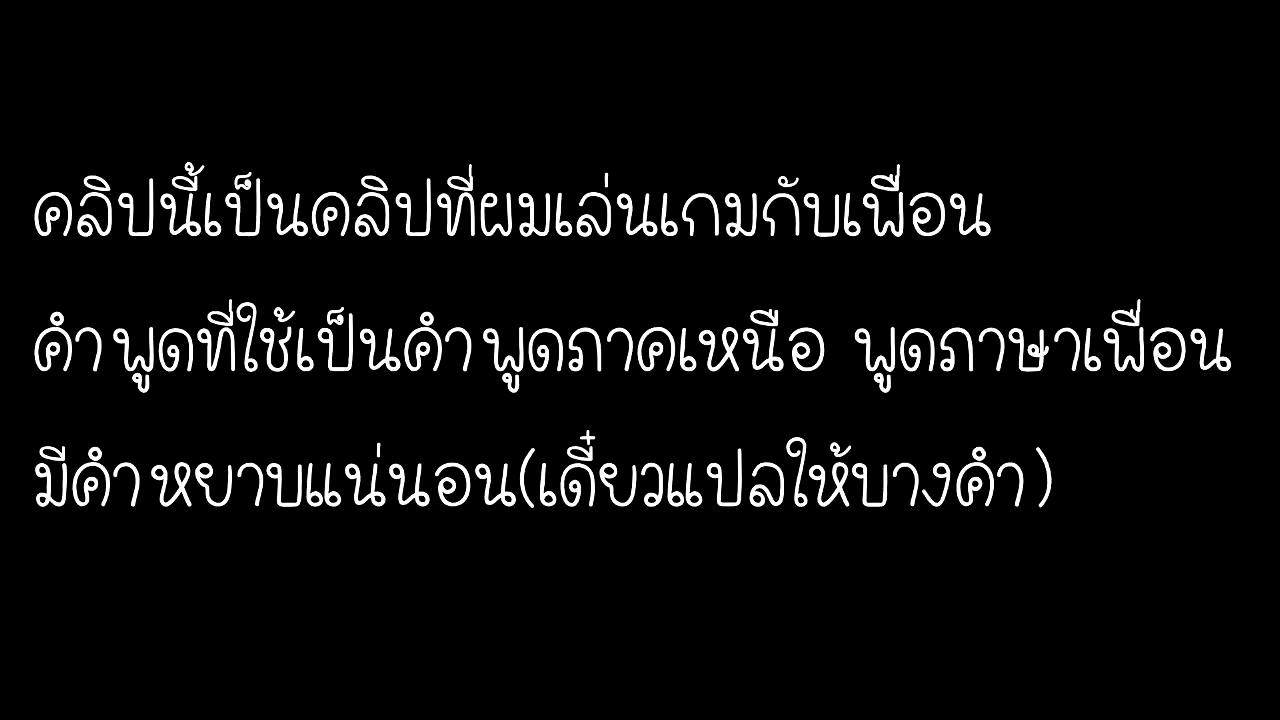 คลิปนี้เป็นคลิปที่ผมเล่นเกมกับเพื่อน
คำพูดที่ใช้เป็นคำพูดภาคเหนือ พูดภาษาเพื่อน
มีคำหยาบแน่นอน(เดี๋ยวแปลให้บางคำ)